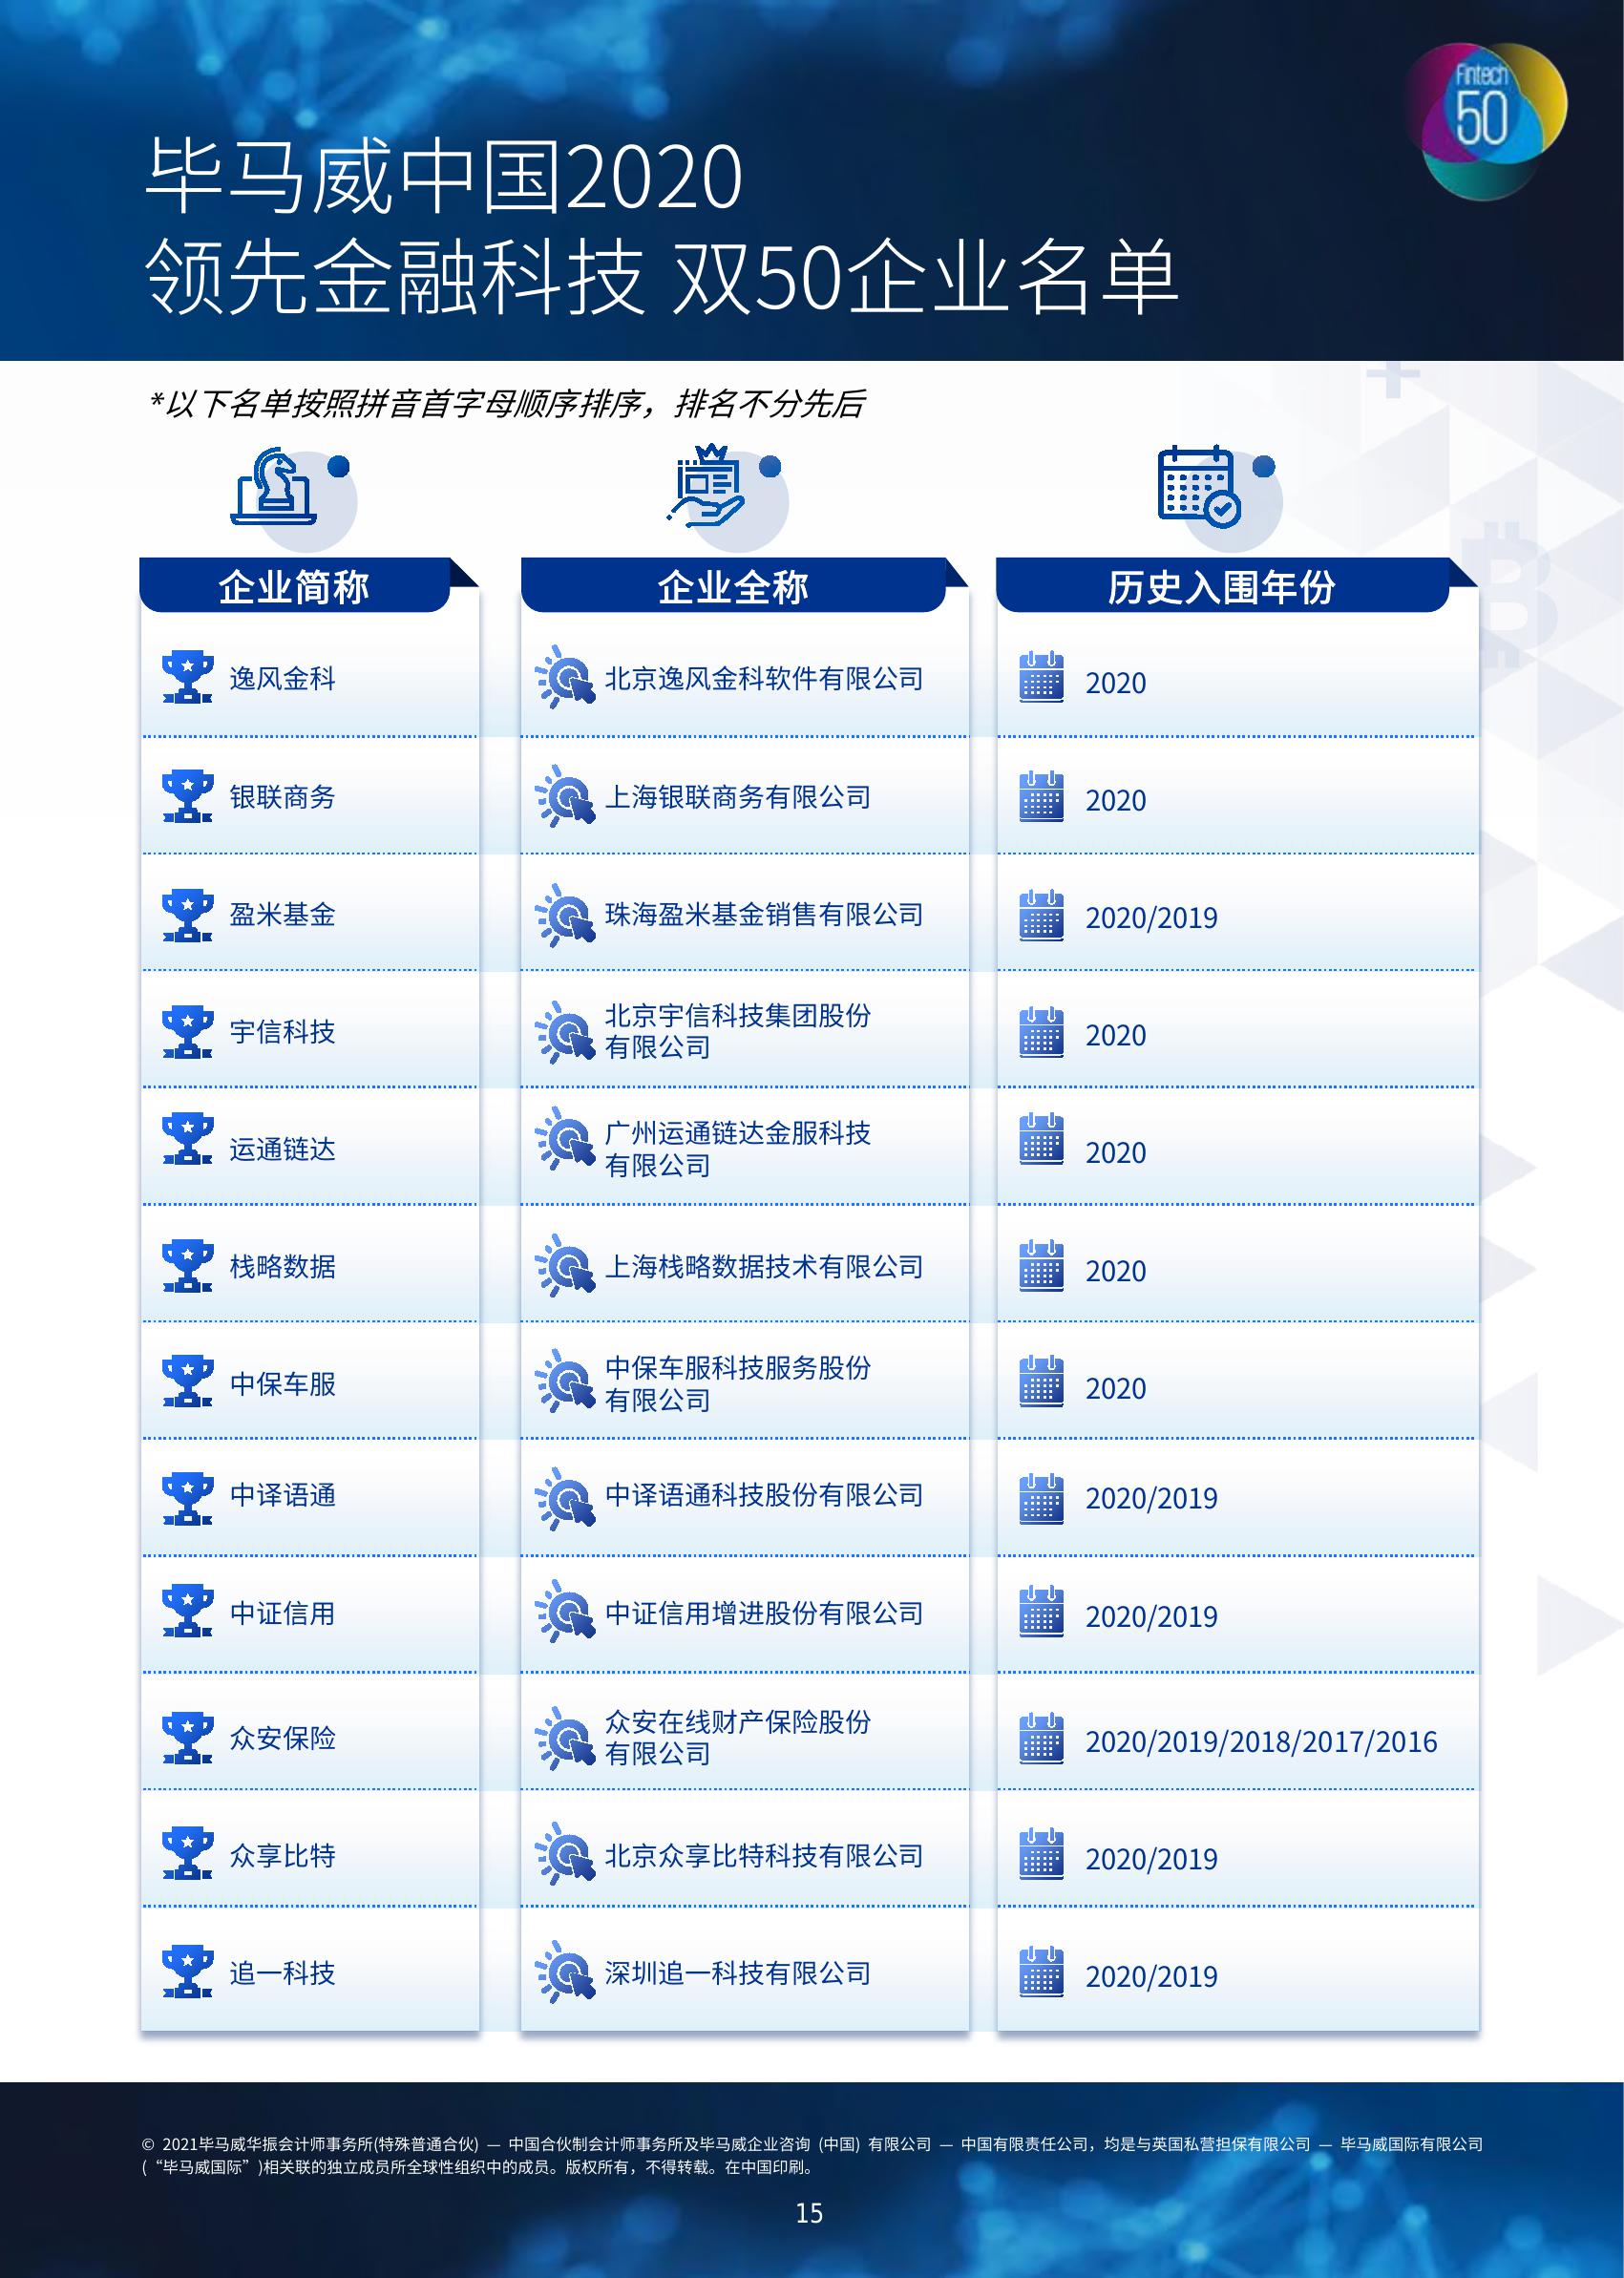 Fintech
50
毕马威中国2020
领先金融科技 双50企业名单
*以下名单按照拼音首字母顺序排序，排名不分先后
企业简称 企业全称 历史入围年份
逸风金科 北京逸风金科软件有限公司 2020
银联商务 上海银联商务有限公司 2020
盈米基金 珠海盈米基金销售有限公司 2020/2019
宇信科技 北京宇信科技集团股份
有限公司 2020
运通链达 广州运通链达金服科技
有限公司 2020
栈略数据 上海栈略数据技术有限公司 2020
中保车服 中保车服科技服务股份
有限公司 2020
中译语通 中译语通科技股份有限公司 2020/2019
中证信用 中证信用增进股份有限公司 2020/2019
众安保险 众安在线财产保险股份
有限公司 2020/2019/2018/2017/2016
众享比特 北京众享比特科技有限公司 2020/2019
追一科技 深圳追一科技有限公司 2020/2019
© 2021毕马威华振会计师事务所(特殊普通合伙) — 中国合伙制会计师事务所及毕马威企业咨询 (中国) 有限公司 — 中国有限责任公司，均是与英国私营担保有限公司 — 毕马威国际有限公司
(“毕马威国际”)相关联的独立成员所全球性组织中的成员。版权所有，不得转载。在中国印刷。
15